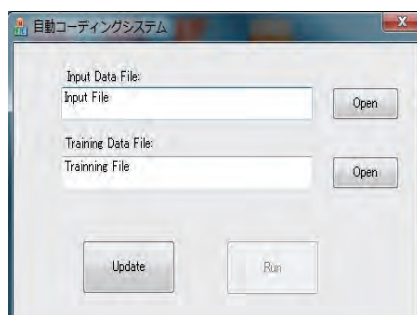 自動コーディングシステム
Input Data File:
Input File
Open
Training Data File:
Trainning File
Open
Update
Run